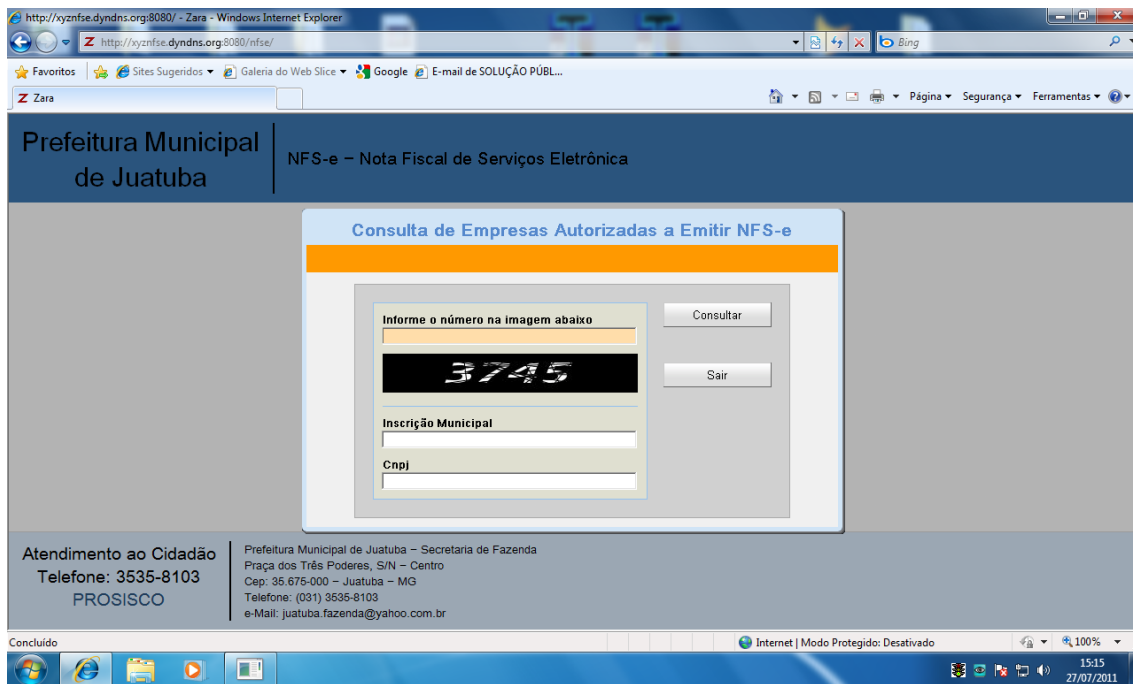 http://xyznfse.dyndns.org:8080/ - Zara - Windows Internet Explorer
Z http://xyznfse.dyndns.org:8080/nfse/
Bing
Favoritos Sites Sugeridos Galeria do Web Slice Google E-mail de SOLUÇÃO PÚBL...
Z Zara
Página Segurança Ferramentas
Prefeitura Municipal
de Juatuba
NFS-e – Nota Fiscal de Serviços Eletrônica
Consulta de Empresas Autorizadas a Emitir NFS-e
Informe o número na imagem abaixo
Consultar
3745
Sair
Inscrição Municipal
Cnpj
Atendimento ao Cidadão
Telefone: 3535-8103
PROSISCO
Prefeitura Municipal de Juatuba – Secretaria de Fazenda
Praça dos Três Poderes, S/N – Centro
Cep: 35.675-000 – Juatuba – MG
Telefone: (031) 3535-8103
e-Mail: juatuba.fazenda@yahoo.com.br
Concluído
Internet | Modo Protegido: Desativado
100%
15:15
27/07/2011